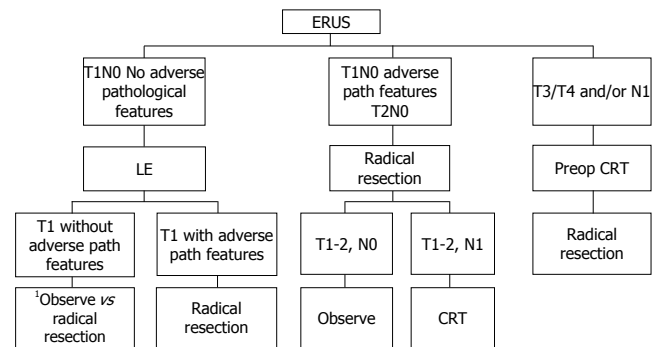 ERUS
T1N0 No adverse
pathological
features
T1N0 adverse
path features
T2N0
T3/T4 and/or N1
LE
Radical
resection
Preop CRT
T1 without
adverse path
features
T1 with adverse
path features
T1-2, N0
T1-2, N1
Radical
resection
¹Observe vs
radical
resection
Radical
resection
Observe
CRT